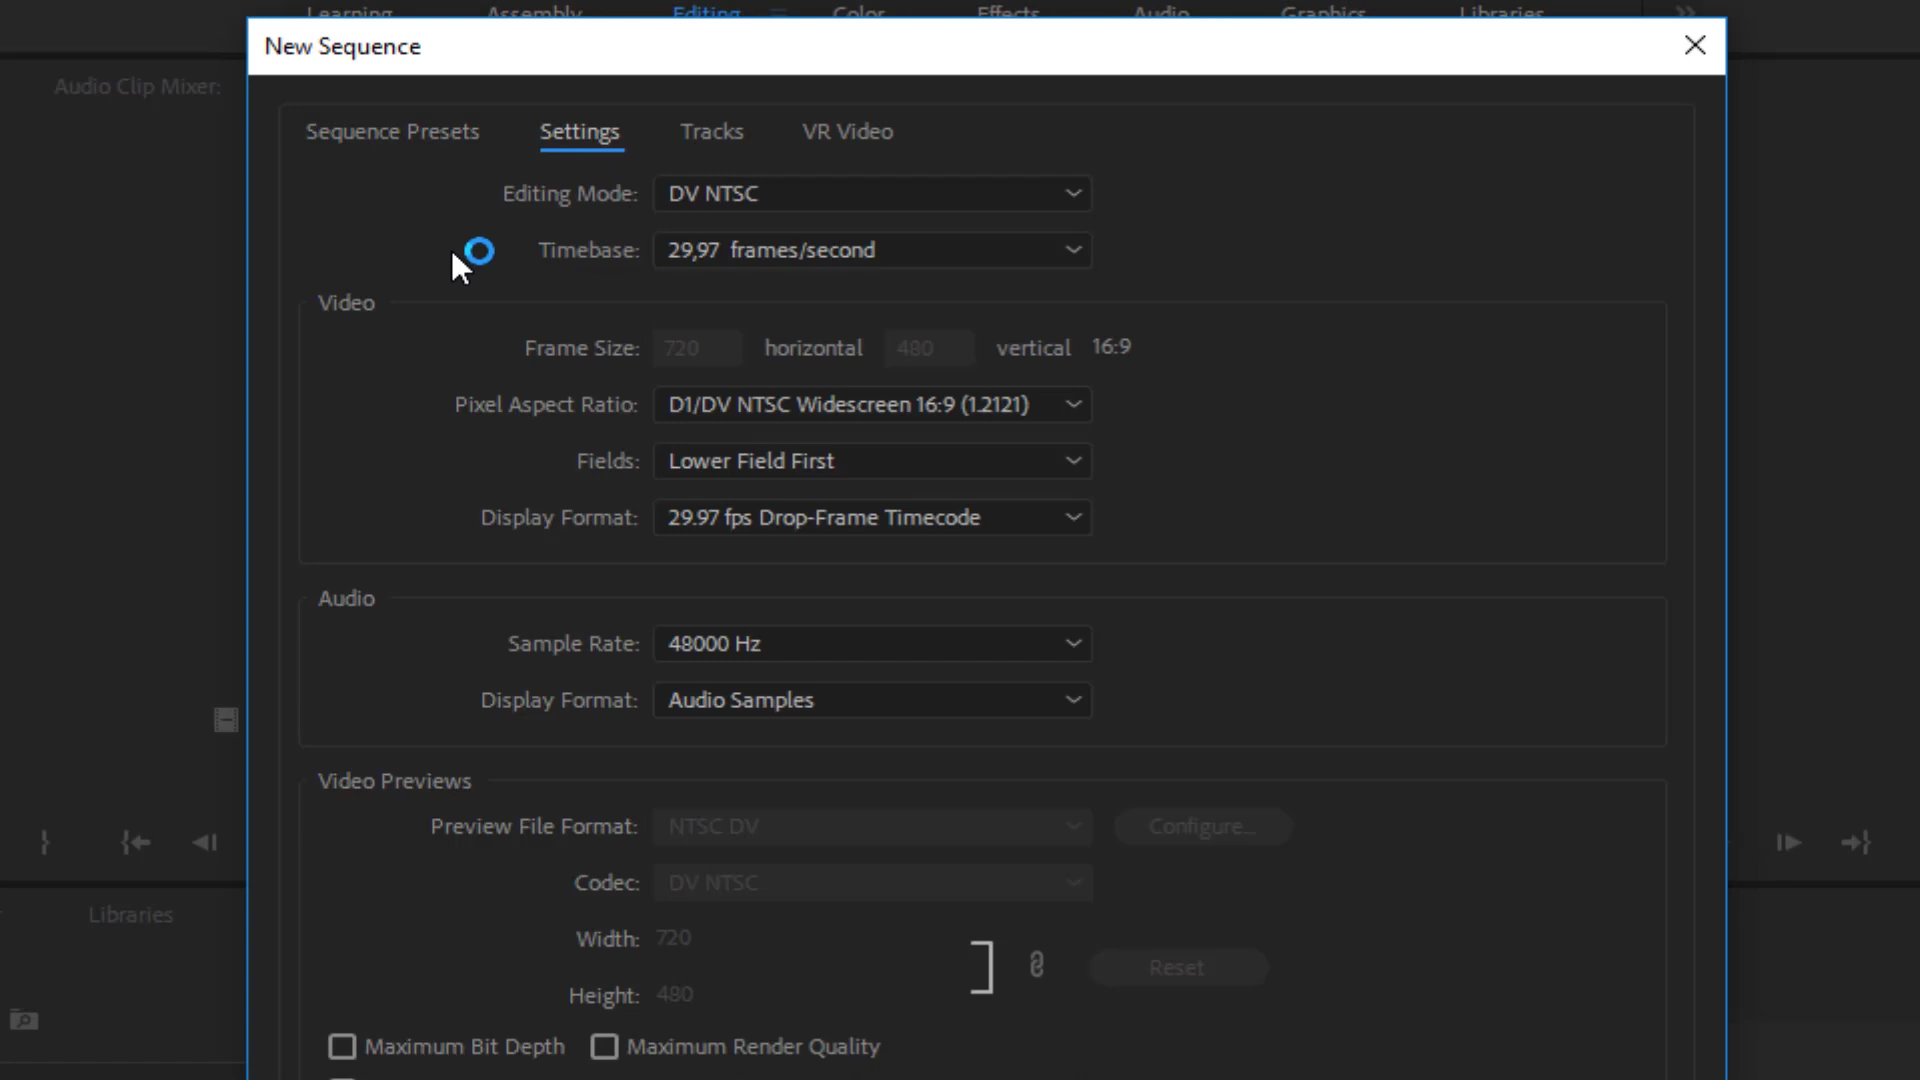 Learning Assembly Editing Color Effects Audio Graphics Libraries
New Sequence
Audio Clip Mixer:
Sequence Presets Settings Tracks VR Video
Editing Mode: DV NTSC
Timebase: 29,97 frames/second
Video
Frame Size: 720 horizontal 480 vertical 16:9
Pixel Aspect Ratio: D1/DV NTSC Widescreen 16:9 (1.2121)
Fields: Lower Field First
Display Format: 29.97 fps Drop-Frame Timecode
Audio
Sample Rate: 48000 Hz
Display Format: Audio Samples
Video Previews
Preview File Format: NTSC DV Configure...
Codec: DV NTSC
Libraries
Width: 720
Reset
Height: 480
Maximum Bit Depth Maximum Render Quality